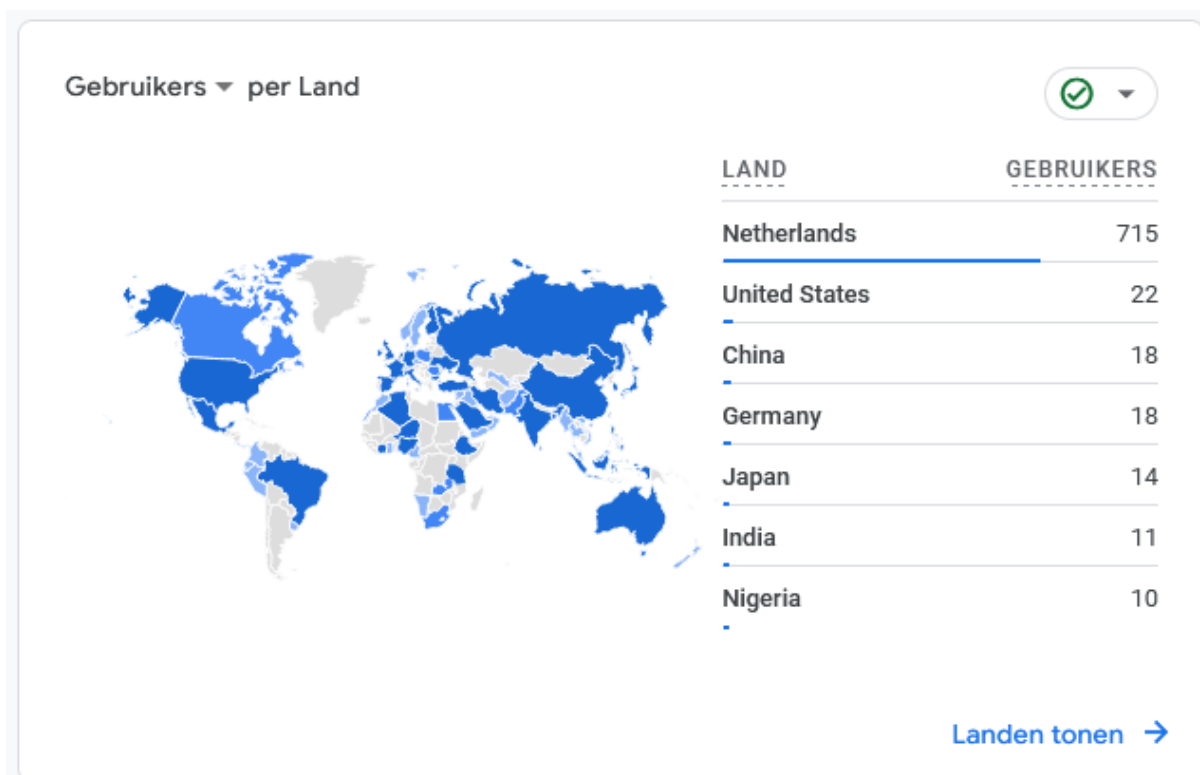 Gebruikers per Land
LAND GEBRUIKERS
Netherlands 715
United States 22
China 18
Germany 18
Japan 14
India 11
Nigeria 10
Landen tonen